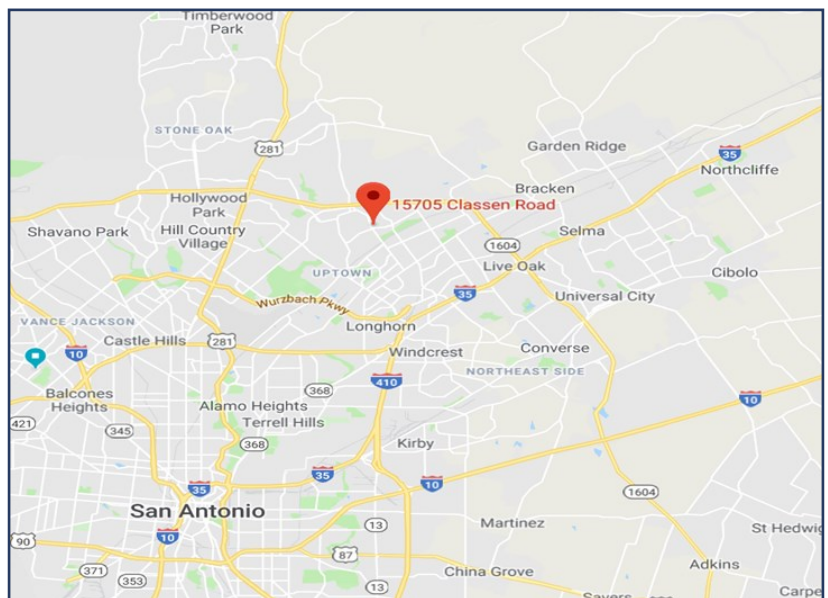 Timberwood
Park
STONE OAK
281
Garden Ridge
35
Northcliffe
Bracken
Hollywood
Park
15705 Classen Road
Shavano Park
Hill Country
Village
Selma
1604
Live Oak
Cibolo
UPTOWN
35
Universal City
Wurzbach Pkwy
VANCE JACKSON
Longhorn
Castle Hills
281
10
Windcrest
Converse
NORTHEAST SIDE
410
368
Balcones
Heights
10
Alamo Heights
421
Terrell Hills
345
368
Kirby
35
10
35
1604
San Antonio
13
Martinez
St Hedwig
90
10
87
371
China Grove
Adkins
353
13
Sayers
Carpe